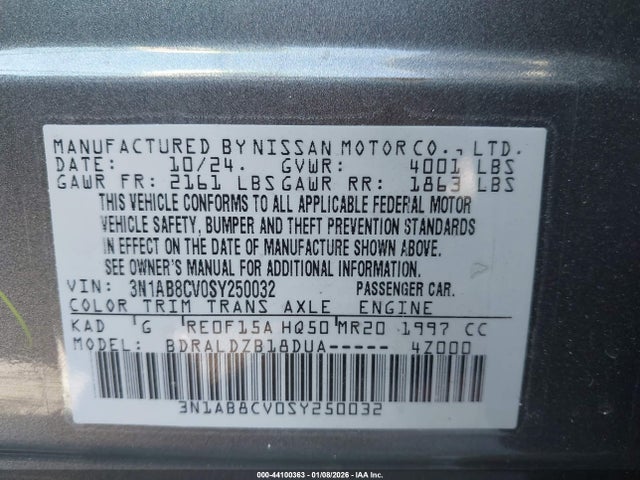 MANUFACTURED BY NISSAN MOTOR CO., LTD.
DATE: 10/24. GVWR: 4001 LBS
GAWR FR: 2161 LBS GAWR RR: 1863 LBS
THIS VEHICLE CONFORMS TO ALL APPLICABLE FEDERAL MOTOR
VEHICLE SAFETY, BUMPER AND THEFT PREVENTION STANDARDS
IN EFFECT ON THE DATE OF MANUFACTURE SHOWN ABOVE.
SEE OWNER'S MANUAL FOR ADDITIONAL INFORMATION.
VIN: 3N1AB8CV0SY250032 PASSENGER CAR.
COLOR TRIM TRANS AXLE ENGINE
KAD G RE0F15A HQ50 MR20 1997 CC
MODEL: BDRALDZB18DUA----- 4Z000
3N1AB8CV0SY250032
000-44100363 - 01/08/2026 - IAA Inc.